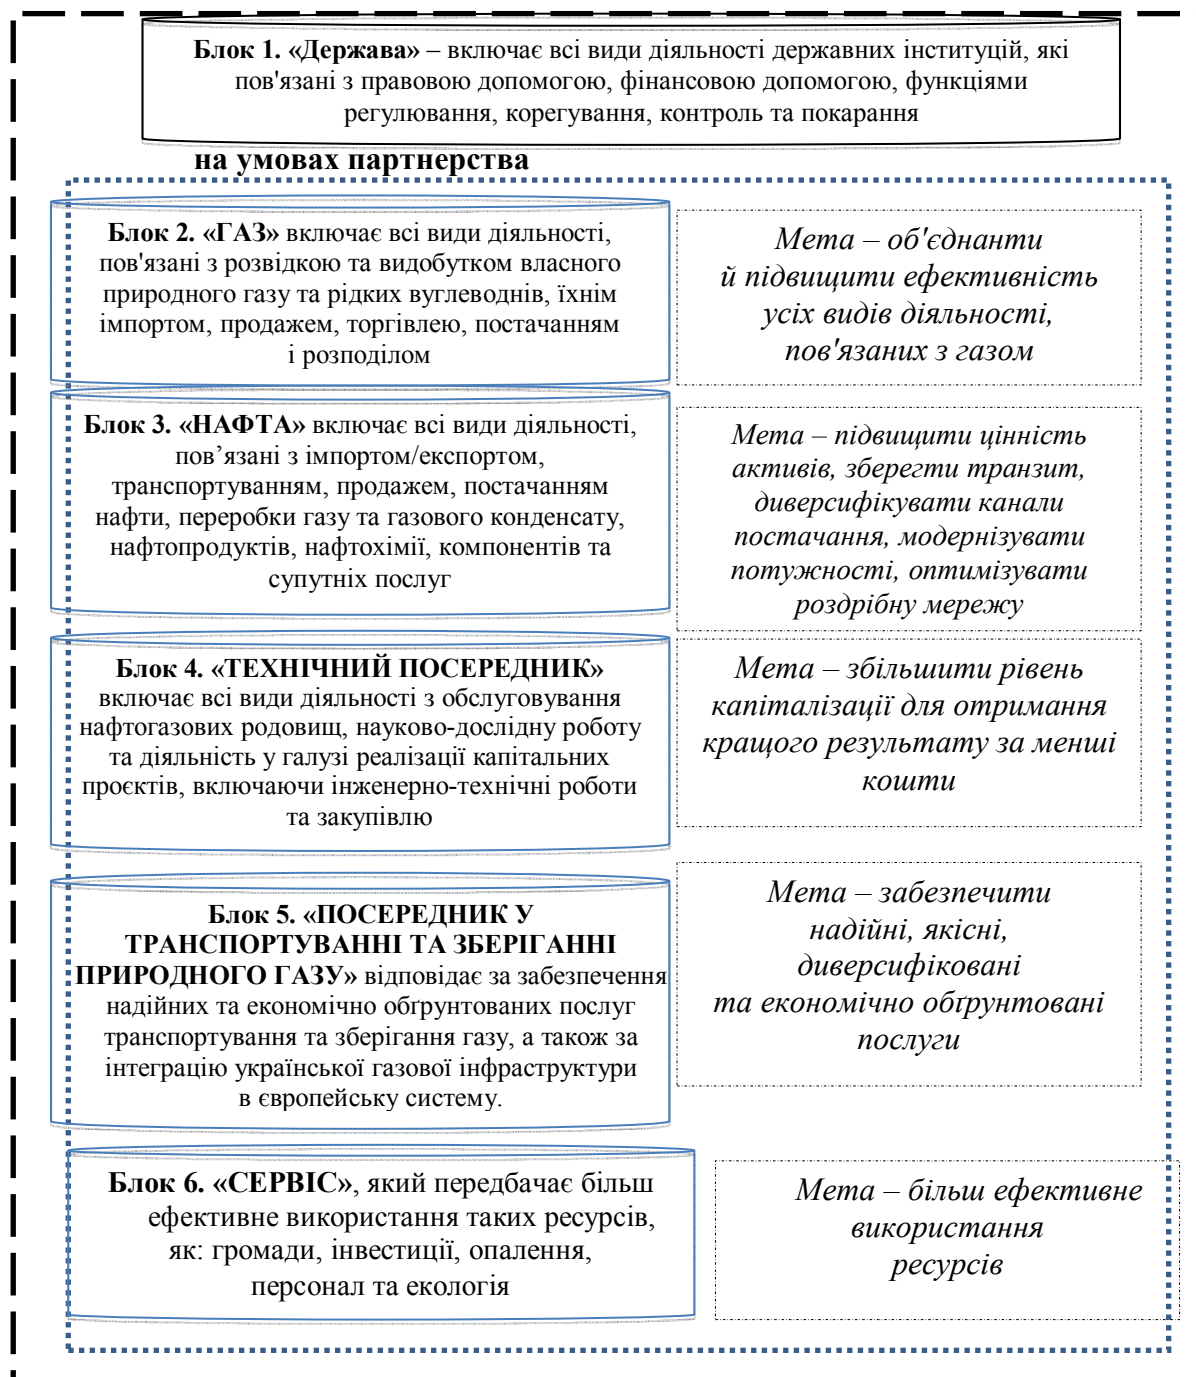 Блок 1. «Держава» – включає всі види діяльності державних інституцій, які
пов'язані з правовою допомогою, фінансовою допомогою, функціями
регулювання, корегування, контроль та покарання
на умовах партнерства
Блок 2. «ГАЗ» включає всі види діяльності,
пов'язані з розвідкою та видобутком власного
природного газу та рідких вуглеводнів, їхнім
імпортом, продажем, торгівлею, постачанням
і розподілом
Мета – об'єднанти
й підвищити ефективність
усіх видів діяльності,
пов'язаних з газом
Блок 3. «НАФТА» включає всі види діяльності,
пов’язані з імпортом/експортом,
транспортуванням, продажем, постачанням
нафти, переробки газу та газового конденсату,
нафтопродуктів, нафтохімії, компонентів та
супутніх послуг
Мета – підвищити цінність
активів, зберегти транзит,
диверсифікувати канали
постачання, модернізувати
потужності, оптимізувати
роздрібну мережу
Блок 4. «ТЕХНІЧНИЙ ПОСЕРЕДНИК»
включає всі види діяльності з обслуговування
нафтогазових родовищ, науково-дослідну роботу
та діяльність у галузі реалізації капітальних
проєктів, включаючи інженерно-технічні роботи
та закупівлю
Мета – збільшити рівень
капіталізації для отримання
кращого результату за менші
кошти
Блок 5. «ПОСЕРЕДНИК У
ТРАНСПОРТУВАННІ ТА ЗБЕРІГАННІ
ПРИРОДНОГО ГАЗУ» відповідає за забезпечення
надійних та економічно обґрунтованих послуг
транспортування та зберігання газу, а також за
інтеграцію української газової інфраструктури
в європейську систему.
Мета – забезпечити
надійні, якісні,
диверсифіковані
та економічно обґрунтовані
послуги
Блок 6. «СЕРВІС», який передбачає більш
ефективне використання таких ресурсів,
як: громади, інвестиції, опалення,
персонал та екологія
Мета – більш ефективне
використання
ресурсів